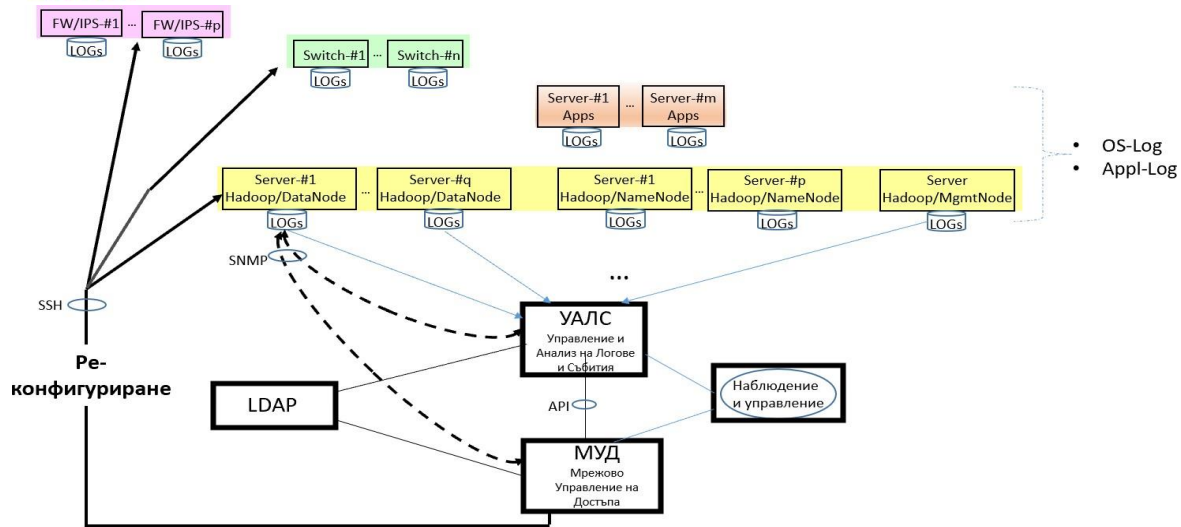 FW/IPS-#1 ... FW/IPS-#p
LOGs LOGs
Switch-#1 ... Switch-#n
LOGs LOGs
Server-#1
Apps
...
Server-#m
Apps
LOGs LOGs
• OS-Log
• Appl-Log
Server-#1
Hadoop/DataNode
...
Server-#q
Hadoop/DataNode
Server-#1
Hadoop/NameNode
...
Server-#p
Hadoop/NameNode
Server
Hadoop/MgmtNode
LOGs LOGs LOGs LOGs LOGs
SNMP
...
SSH
УАЛС
Управление и
Анализ на Логове
и Събития
Ре-
конфигуриране
LDAP
API
Наблюдение
и управление
МУД
Мрежово
Управление на
Достъпа